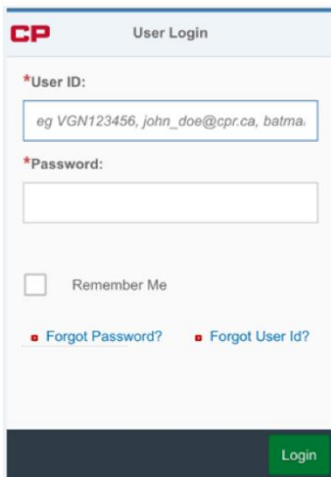 CP User Login
*User ID:
eg VGN123456, john_doe@cpr.ca, batma
*Password:
Remember Me
Forgot Password? Forgot User Id?
Login